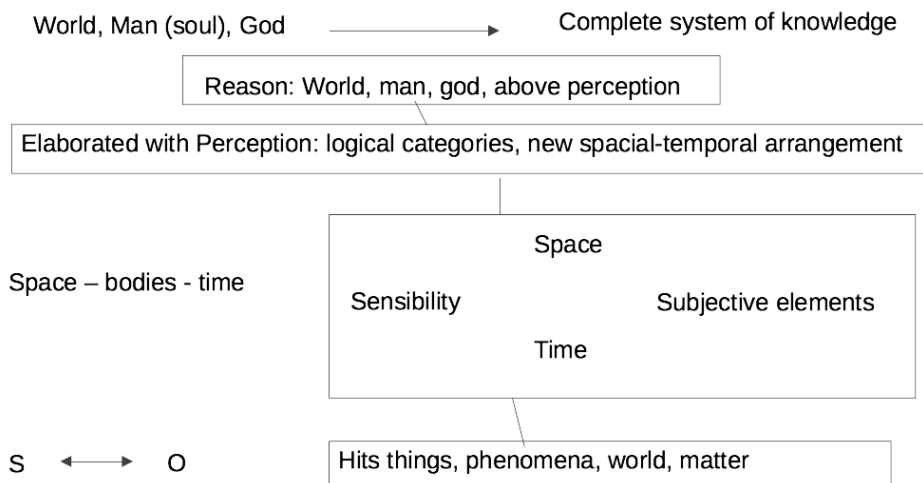 World, Man (soul), God
Complete system of knowledge
Reason: World, man, god, above perception
Elaborated with Perception: logical categories, new spacial-temporal arrangement
Space
Space – bodies - time
Sensibility
Subjective elements
Time
S
O
Hits things, phenomena, world, matter